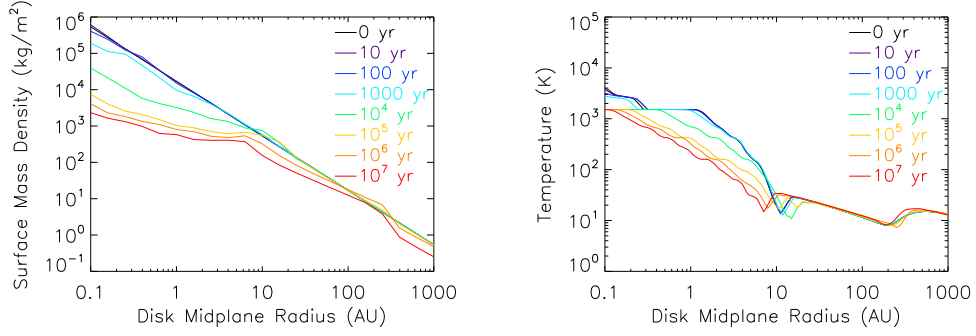 Surface Mass Density (kg/m²)
10⁶
10⁵
10⁴
10³
10²
10¹
10⁰
10⁻¹
0 yr
10 yr
100 yr
1000 yr
10⁴ yr
10⁵ yr
10⁶ yr
10⁷ yr
0.1 1 10 100 1000
Disk Midplane Radius (AU)
Temperature (K)
10⁵
10⁴
10³
10²
10¹
10⁰
0 yr
10 yr
100 yr
1000 yr
10⁴ yr
10⁵ yr
10⁶ yr
10⁷ yr
0.1 1 10 100 1000
Disk Midplane Radius (AU)